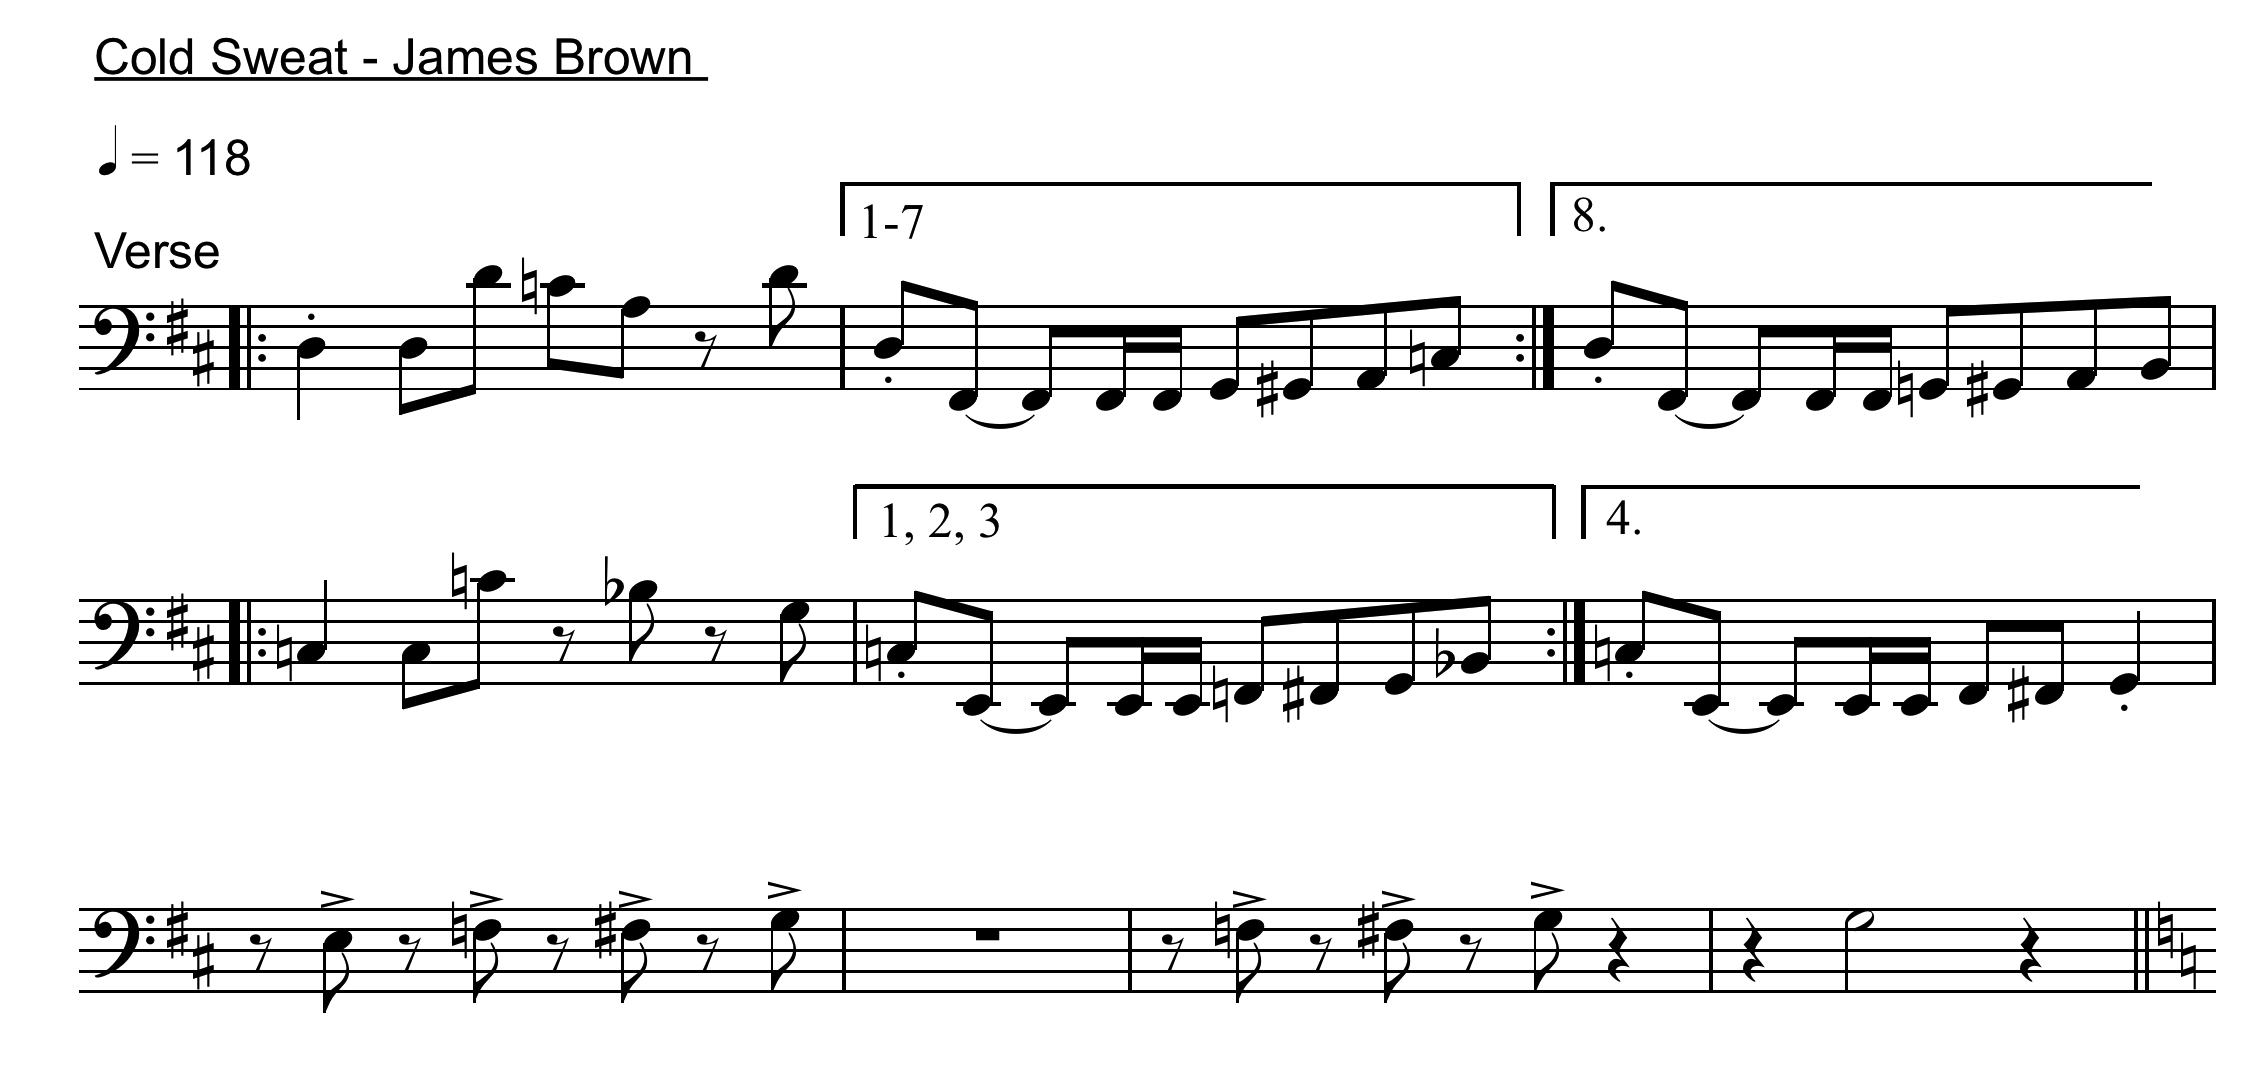 Cold Sweat - James Brown
♩ = 118
1-7
8.
Verse
1, 2, 3
4.